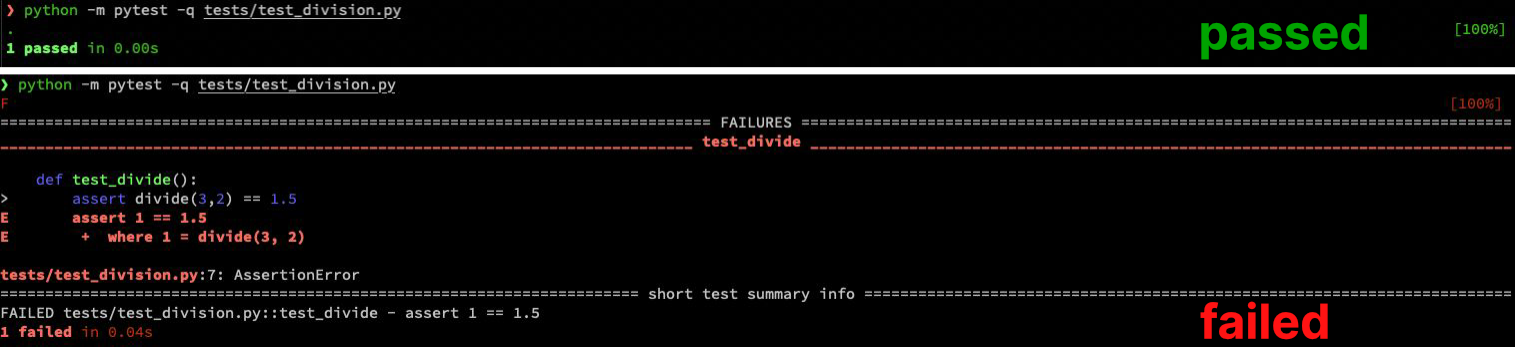 ❯ python -m pytest -q tests/test_division.py
. [100%]
1 passed in 0.00s
passed
❯ python -m pytest -q tests/test_division.py
F [100%]
=============================================================================== FAILURES ===============================================================================
_____________________________________________________________________________ test_divide ______________________________________________________________________________
def test_divide():
> assert divide(3,2) == 1.5
E assert 1 == 1.5
E + where 1 = divide(3, 2)
tests/test_division.py:7: AssertionError
======================================================================= short test summary info ========================================================================
FAILED tests/test_division.py::test_divide - assert 1 == 1.5
1 failed in 0.04s
failed